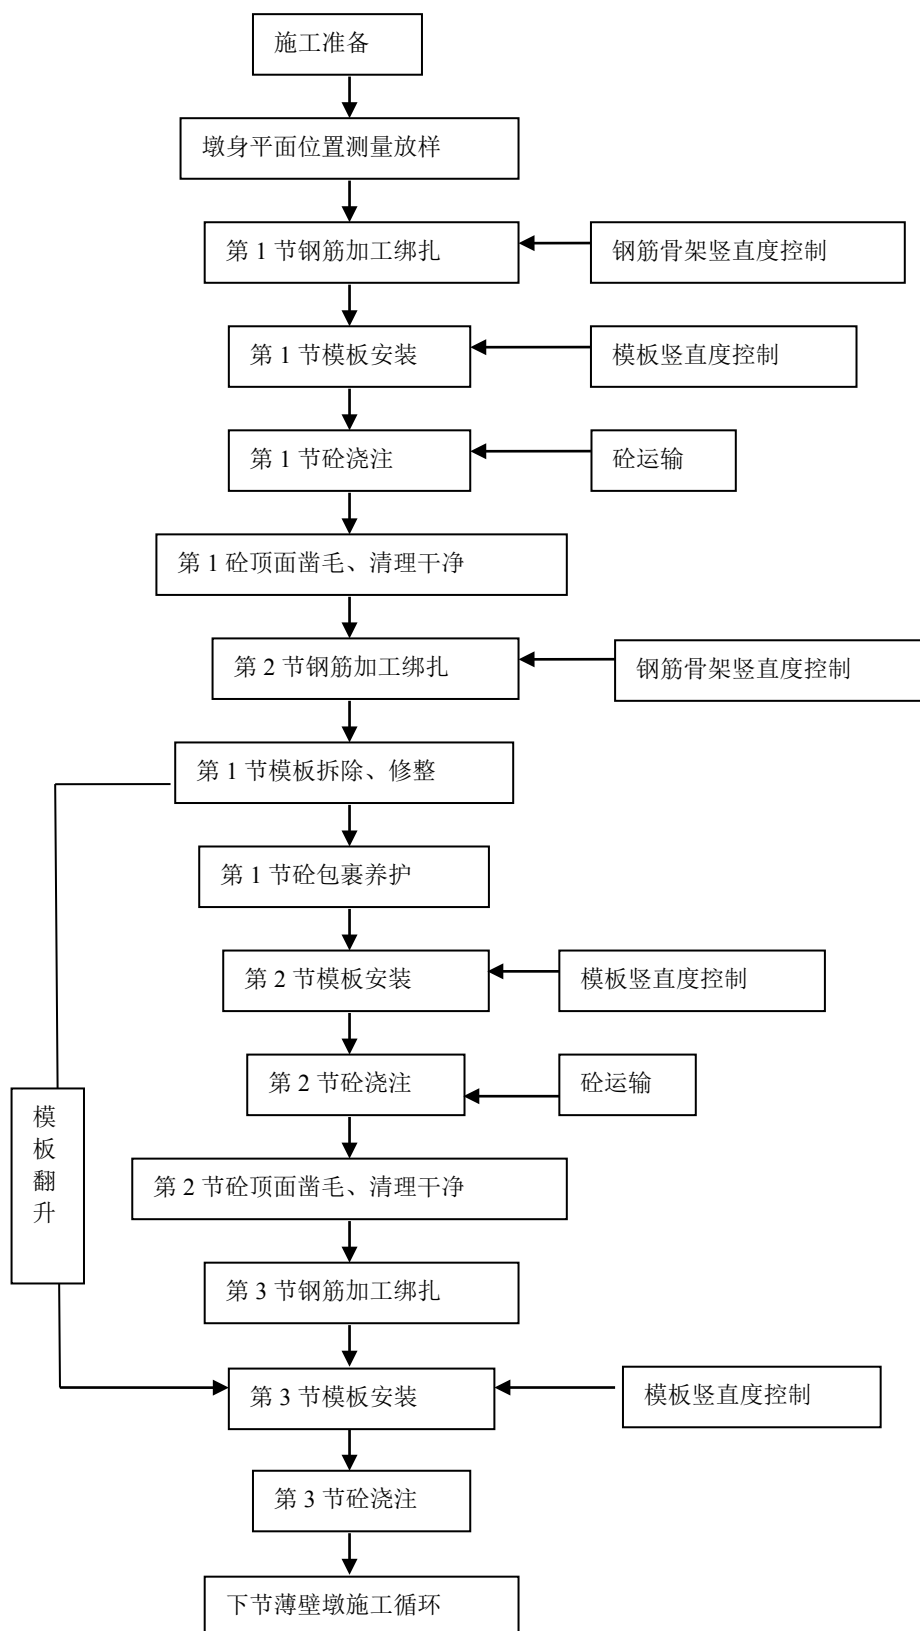 施工准备
墩身平面位置测量放样
第 1 节钢筋加工绑扎
钢筋骨架竖直度控制
第 1 节模板安装
模板竖直度控制
第 1 节砼浇注
砼运输
第 1 砼顶面凿毛、清理干净
第 2 节钢筋加工绑扎
钢筋骨架竖直度控制
第 1 节模板拆除、修整
第 1 节砼包裹养护
第 2 节模板安装
模板竖直度控制
第 2 节砼浇注
砼运输
模
板
翻
升
第 2 节砼顶面凿毛、清理干净
第 3 节钢筋加工绑扎
第 3 节模板安装
模板竖直度控制
第 3 节砼浇注
下节薄壁墩施工循环